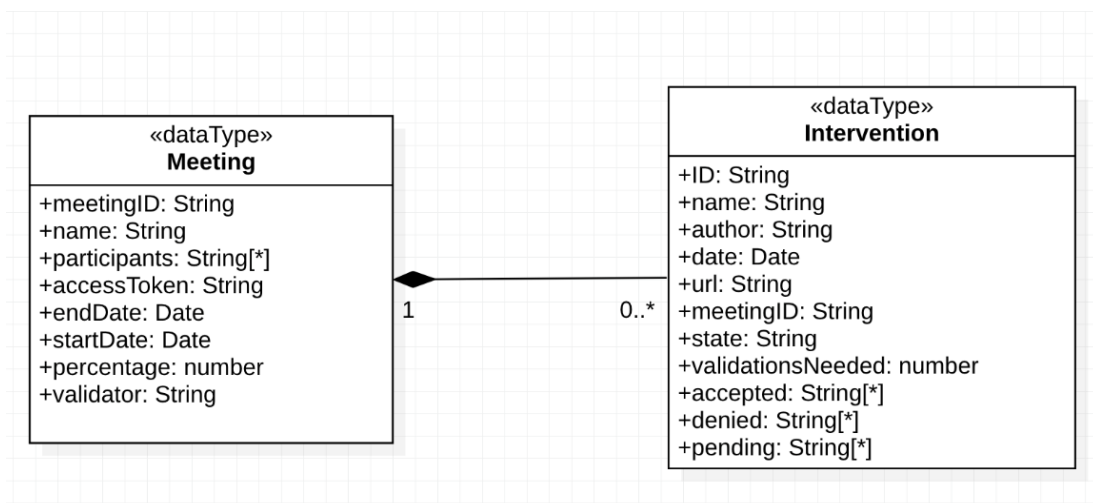 «dataType»
Meeting
+meetingID: String
+name: String
+participants: String[*]
+accessToken: String
+endDate: Date
+startDate: Date
+percentage: number
+validator: String
1
0..*
«dataType»
Intervention
+ID: String
+name: String
+author: String
+date: Date
+url: String
+meetingID: String
+state: String
+validationsNeeded: number
+accepted: String[*]
+denied: String[*]
+pending: String[*]